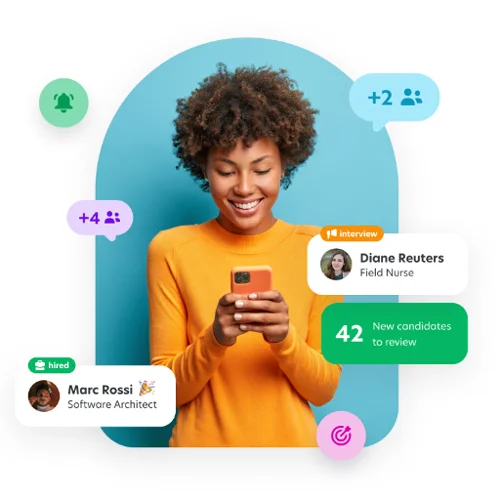 +2
+4
interview
Diane Reuters
Field Nurse
42
New candidates
to review
hired
Marc Rossi
Software Architect